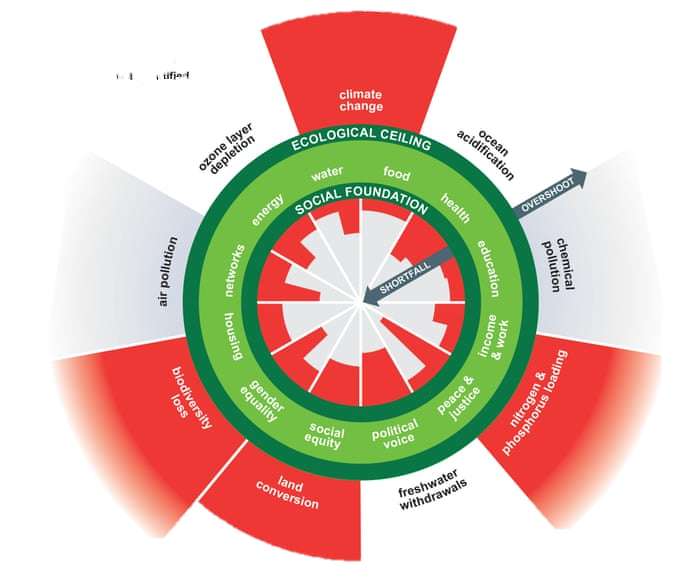 climate
change
ozone layer
depletion
ECOLOGICAL CEILING
ocean
acidification
water
food
energy
SOCIAL FOUNDATION
health
OVERSHOOT
networks
SHORTFALL
education
air pollution
chemical
pollution
housing
income
& work
biodiversity
loss
gender
equality
social
equity
political
voice
peace &
justice
nitrogen &
phosphorus loading
land
conversion
freshwater
withdrawals